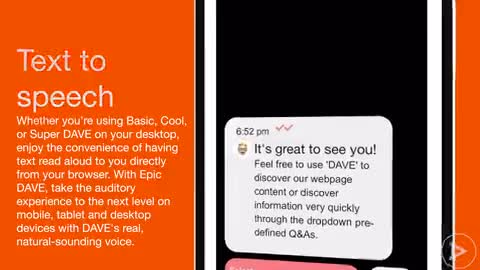 Text to
speech
Whether you're using Basic, Cool,
or Super DAVE on your desktop,
enjoy the convenience of having
text read aloud to you directly
from your browser. With Epic
DAVE, take the auditory
experience to the next level on
mobile, tablet and desktop
devices with DAVE's real,
natural-sounding voice.
6:52 pm
It's great to see you!
Feel free to use 'DAVE' to
discover our webpage
content or discover
information very quickly
through the dropdown pre-
defined Q&As.